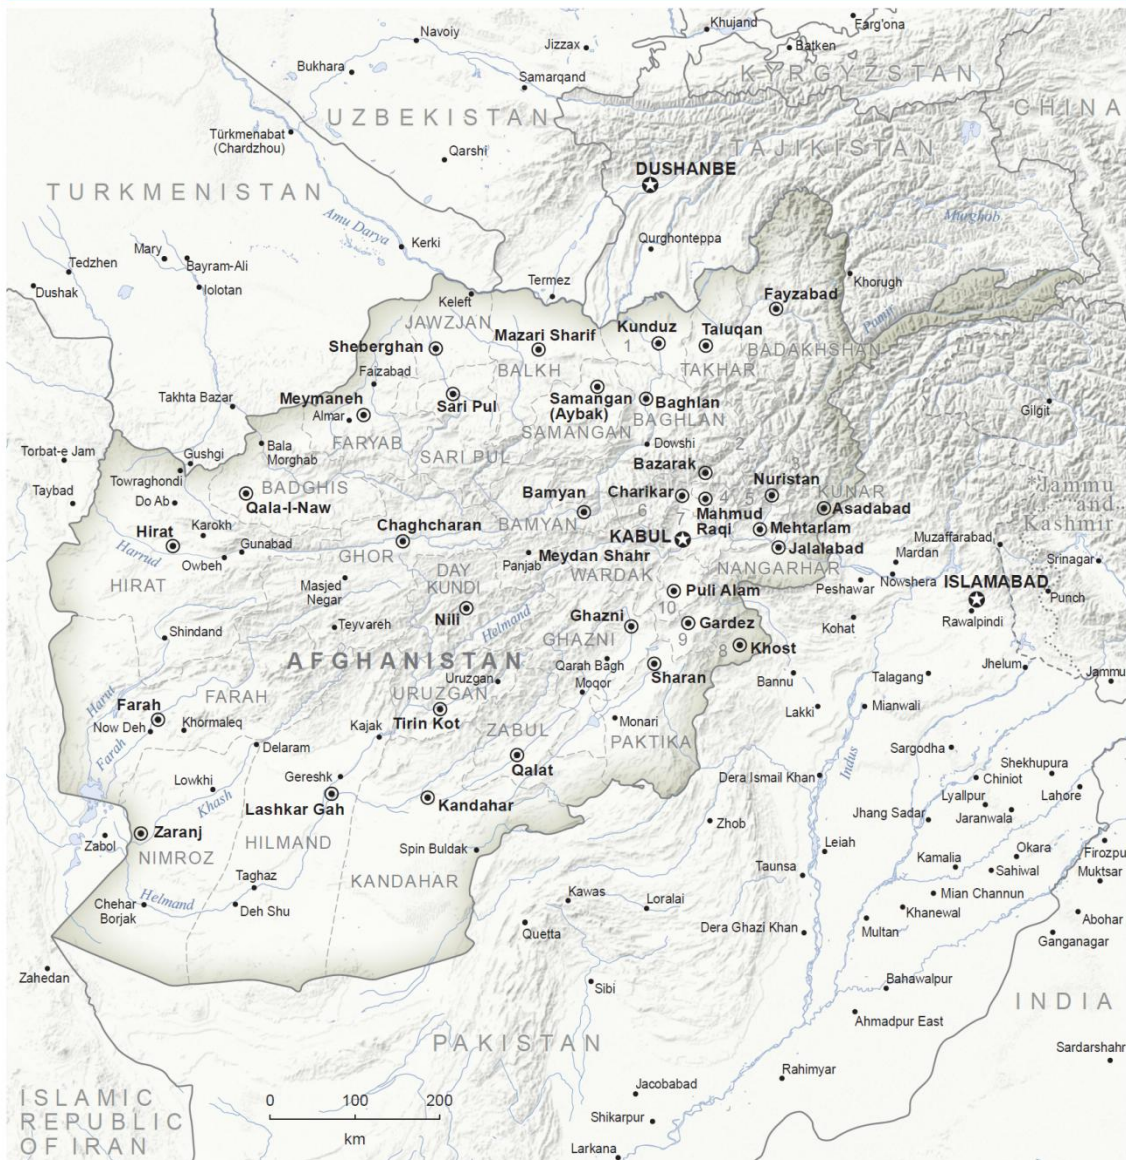 Khujand
Farg'ona
Navoiy
Jizzax
Batken
Bukhara
KYRGYZSTAN
Samarqand
CHINA
UZBEKISTAN
Türkmenabat
(Chardzhou)
TAJIKISTAN
Qarshi
DUSHANBE
TURKMENISTAN
Murghob
Amu Darya
Kerki
Qurghonteppa
Mary
Bayram-Ali
Tedzhen
Dushak
Iolotan
Termez
Khorugh
Keleft
Fayzabad
Pamir
JAWZJAN
Mazari Sharif
Kunduz
Taluqan
1
Sheberghan
BADAKHSHAN
BALKH
TAKHAR
Faizabad
Takhta Bazar
Meymaneh
Sari Pul
Samangan
(Aybak)
Baghlan
Gilgit
Almar
BAGHLAN
FARYAB
SAMANGAN
2
Torbat-e Jam
Gushgi
Bala
Morghab
Dowshi
SARI PUL
3
Towraghondi
Bazarak
Nuristan
*Jammu
and
Kashmir
Taybad
Do Ab
BADGHIS
Qala-I-Naw
Bamyan
Charikar
4
5
KUNAR
Asadabad
6
7
Mahmud
Raqi
Karokh
Chaghcharan
BAMYAN
Hirat
KABUL
Mehtarlam
Muzaffarabad
Harrud
Gunabad
GHOR
Panjab
Meydan Shahr
Jalalabad
Mardan
Owbeh
DAY
KUNDI
WARDAK
NANGARHAR
Srinagar
HIRAT
Masjed
Negar
Peshawar
Nowshera
ISLAMABAD
Punch
Puli Alam
10
Nili
Helmand
Ghazni
Gardez
Kohat
Rawalpindi
Shindand
Teyvareh
GHAZNI
9
8
Khost
AFGHANISTAN
Qarah Bagh
Sharan
Jhelum
Uruzgan
Moqor
Bannu
Talagang
Jammu
Harut
FARAH
URUZGAN
Farah
Tirin Kot
Lakki
Mianwali
Now Deh
Khormaleq
Kajak
ZABUL
Monari
PAKTIKA
Farah
Delaram
Qalat
Indus
Sargodha
Gereshk
Dera Ismail Khan
Shekhupura
Chiniot
Lowkhi
Khash
Lashkar Gah
Kandahar
Lyallpur
Lahore
Jhang Sadar
Jaranwala
Zaranj
Zhob
Zabol
HILMAND
Spin Buldak
Leiah
Okara
Firozpu
NIMROZ
Kamalia
Sahiwal
Muktsar
Taunsa
Taghaz
KANDAHAR
Helmand
Kawas
Mian Channun
Chehar
Borjak
Deh Shu
Loralai
Khanewal
Abohar
Quetta
Dera Ghazi Khan
Multan
Ganganagar
Zahedan
Sibi
Bahawalpur
INDIA
Ahmadpur East
PAKISTAN
Sardarshahr
Rahimyar
ISLAMIC
REPUBLIC
OF IRAN
Jacobabad
0 100 200
km
Shikarpur
Larkana